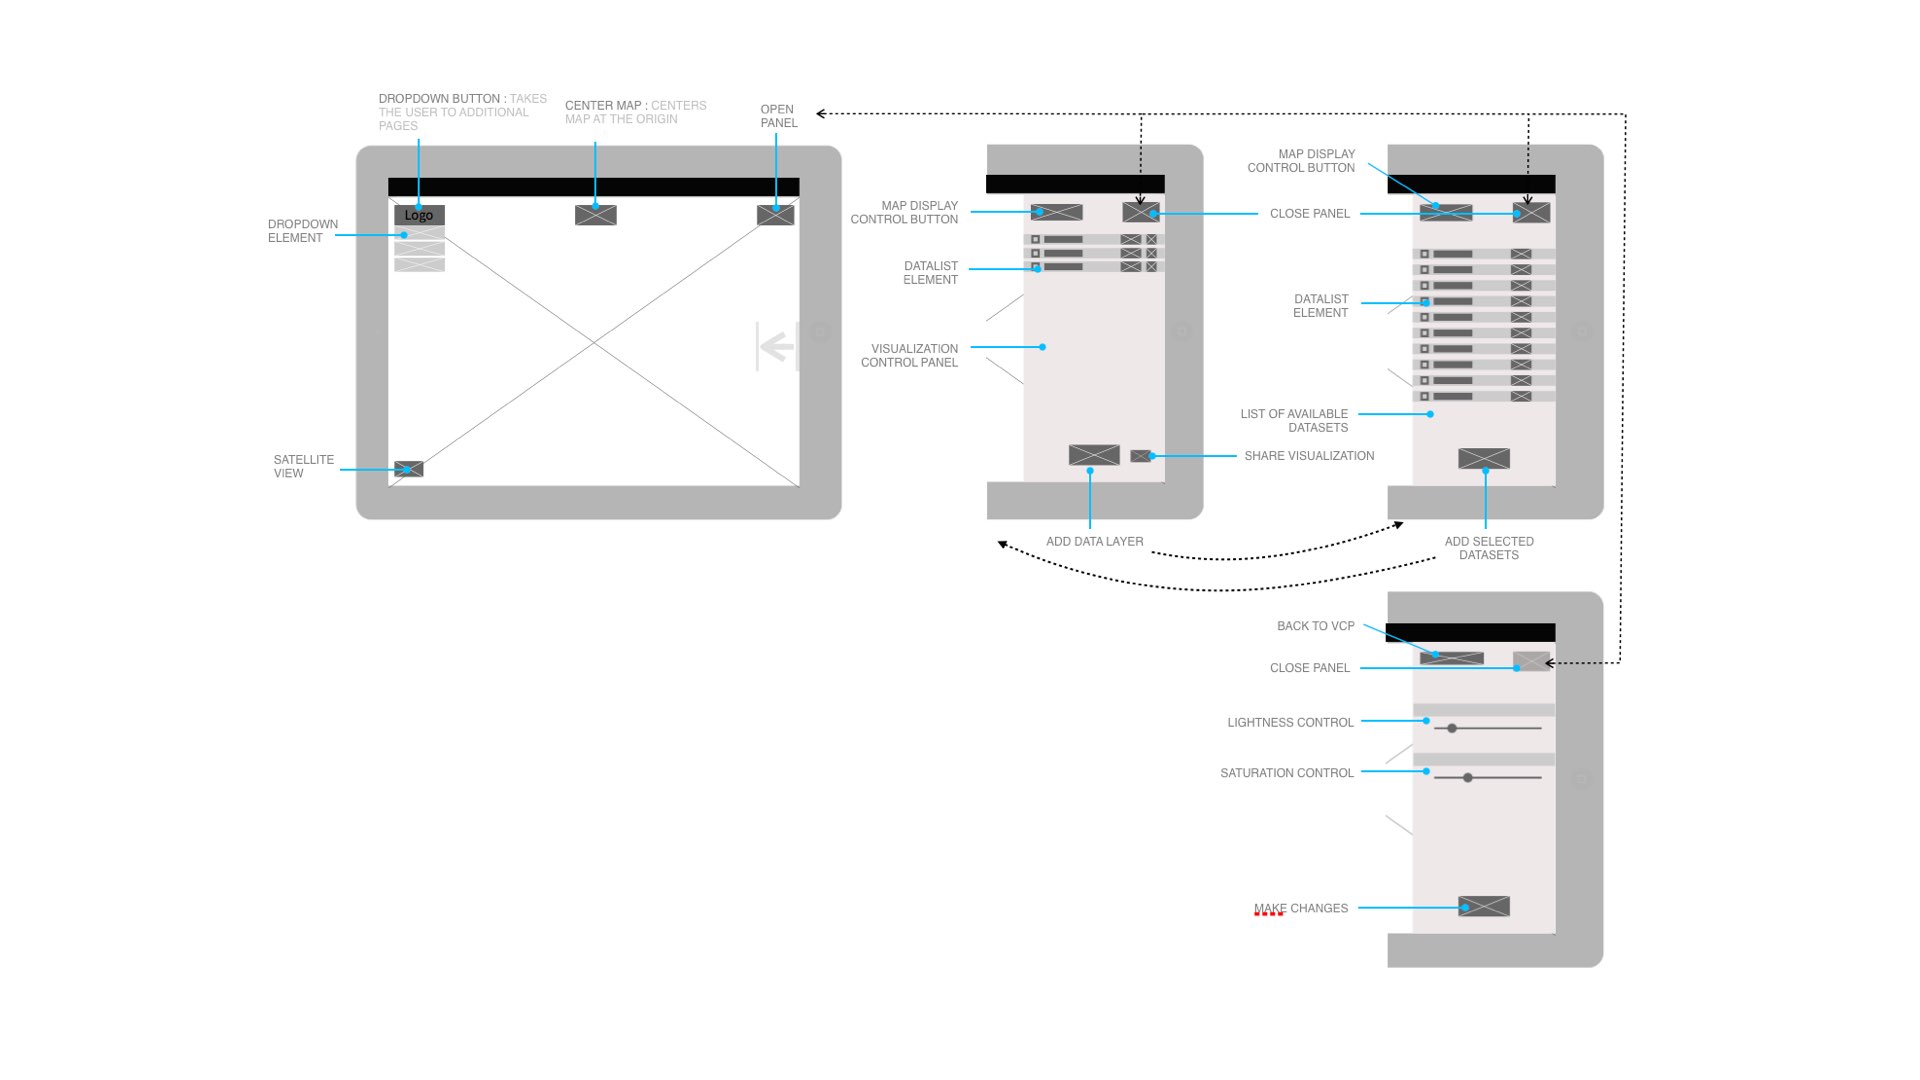 DROPDOWN BUTTON : TAKES
THE USER TO ADDITIONAL
PAGES
CENTER MAP : CENTERS
MAP AT THE ORIGIN
OPEN
PANEL
Logo
DROPDOWN
ELEMENT
SATELLITE
VIEW
MAP DISPLAY
CONTROL BUTTON
DATALIST
ELEMENT
VISUALIZATION
CONTROL PANEL
ADD DATA LAYER
MAP DISPLAY
CONTROL BUTTON
CLOSE PANEL
DATALIST
ELEMENT
LIST OF AVAILABLE
DATASETS
SHARE VISUALIZATION
ADD SELECTED
DATASETS
BACK TO VCP
CLOSE PANEL
LIGHTNESS CONTROL
SATURATION CONTROL
MAKE CHANGES